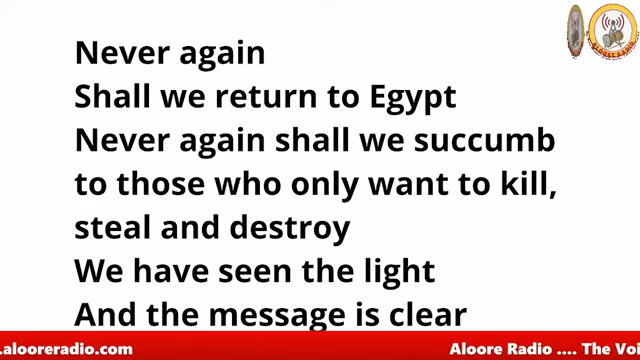 ALOORE RADIO
Never again
Shall we return to Egypt
Never again shall we succumb
to those who only want to kill,
steal and destroy
We have seen the light
And the message is clear
.alooreradio.com
Aloore Radio .... The Voi